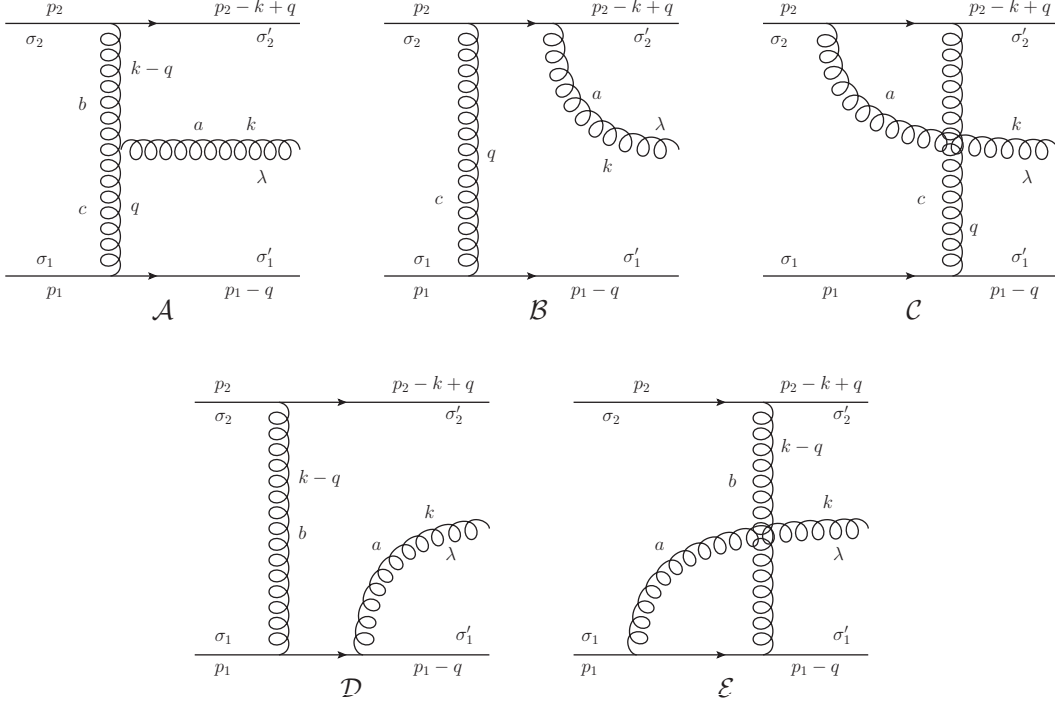 p₂ p₂ − k + q
σ₂ σ′₂
k − q
b
a k
λ
c q
σ₁ σ′₁
p₁ p₁ − q
𝒜
p₂ p₂ − k + q
σ₂ σ′₂
a
λ
q
k
c
σ₁ σ′₁
p₁ p₁ − q
ℬ
p₂ p₂ − k + q
σ₂ σ′₂
a
k
λ
c
q
σ₁ σ′₁
p₁ p₁ − q
𝒞
p₂ p₂ − k + q
σ₂ σ′₂
k − q
k
b a λ
σ₁ σ′₁
p₁ p₁ − q
𝒟
p₂ p₂ − k + q
σ₂ σ′₂
k − q
b
k
a λ
σ₁ σ′₁
p₁ p₁ − q
ℰ